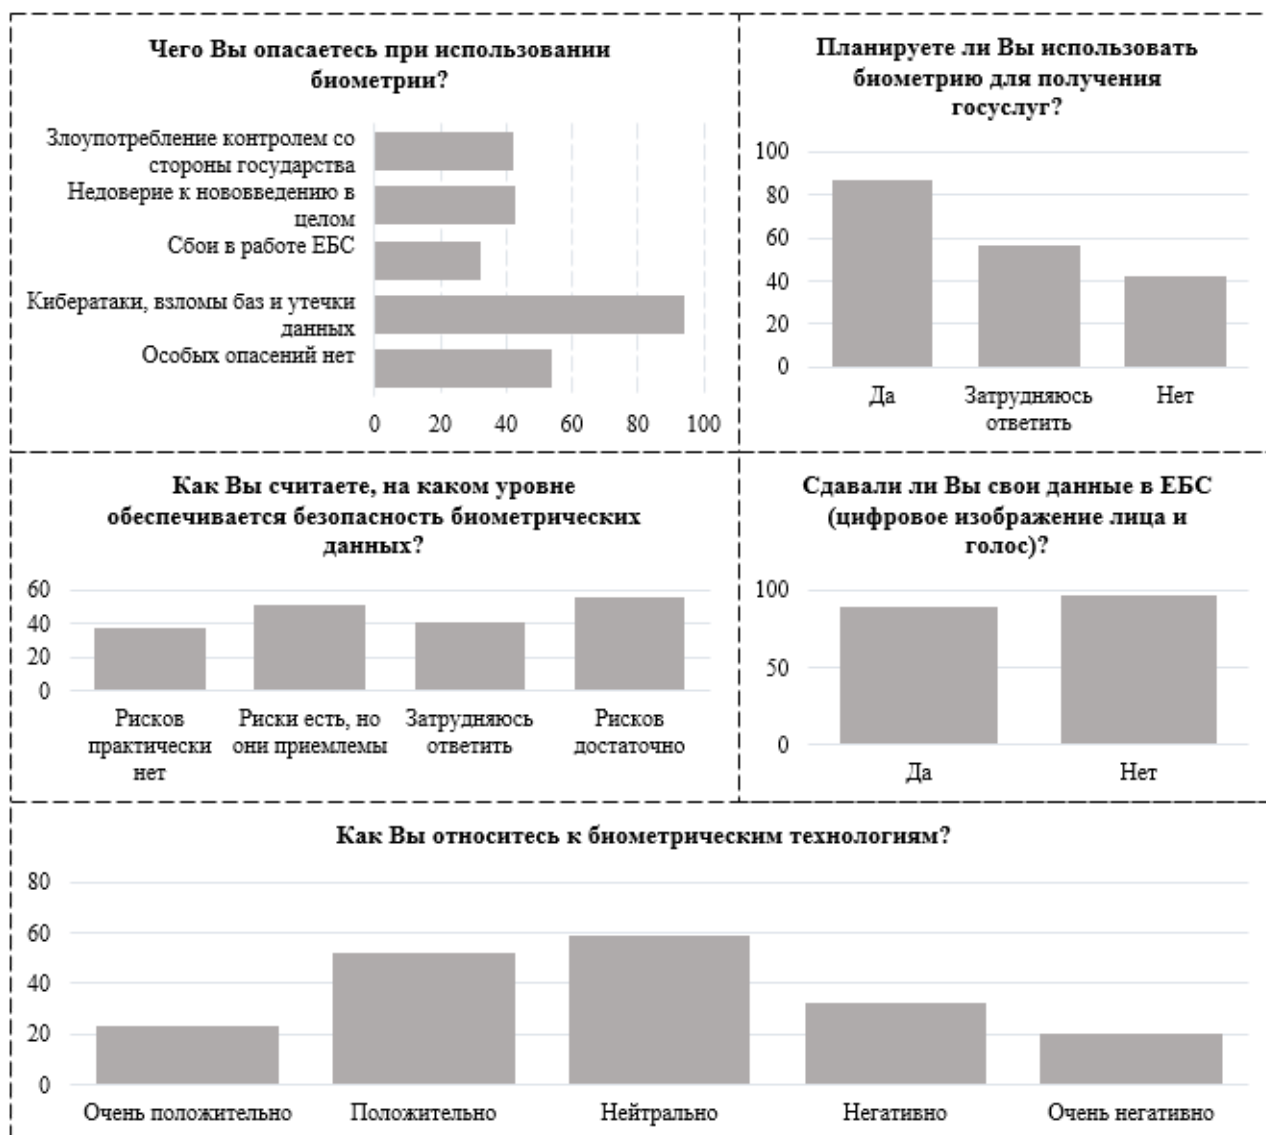 Чего Вы опасаетесь при использовании
биометрии?
Злоупотребление контролем со
стороны государства
Недоверие к нововведению в
целом
Сбои в работе ЕБС
Кибератаки, взломы баз и утечки
данных
Особых опасений нет
0 20 40 60 80 100
Планируете ли Вы использовать
биометрию для получения
госуслуг?
100
80
60
40
20
0
Да
Затрудняюсь
ответить
Нет
Как Вы считаете, на каком уровне
обеспечивается безопасность биометрических
данных?
60
40
20
0
Рисков
практически
нет
Риски есть, но
они приемлемы
Затрудняюсь
ответить
Рисков
достаточно
Сдавали ли Вы свои данные в ЕБС
(цифровое изображение лица и
голос)?
100
50
0
Да
Нет
Как Вы относитесь к биометрическим технологиям?
80
60
40
20
0
Очень положительно
Положительно
Нейтрально
Негативно
Очень негативно